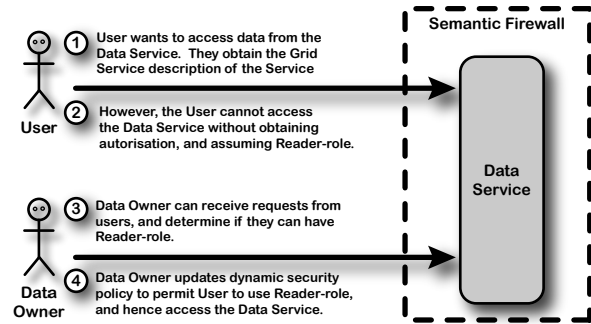 Semantic Firewall
1
User wants to access data from the
Data Service. They obtain the Grid
Service description of the Service
2
However, the User cannot access
the Data Service without obtaining
autorisation, and assuming Reader-role.
User
Data
Service
3
Data Owner can receive requests from
users, and determine if they can have
Reader-role.
4
Data Owner updates dynamic security
policy to permit User to use Reader-role,
and hence access the Data Service.
Data
Owner